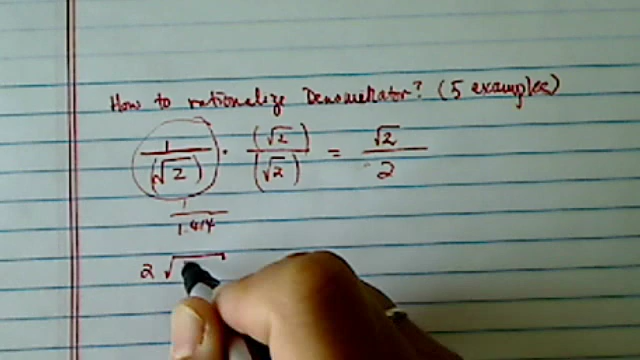 How to rationalize Denominator? (5 examples)
1/(√2) · (√2)/(√2) = √2/2
1/1.414
2√